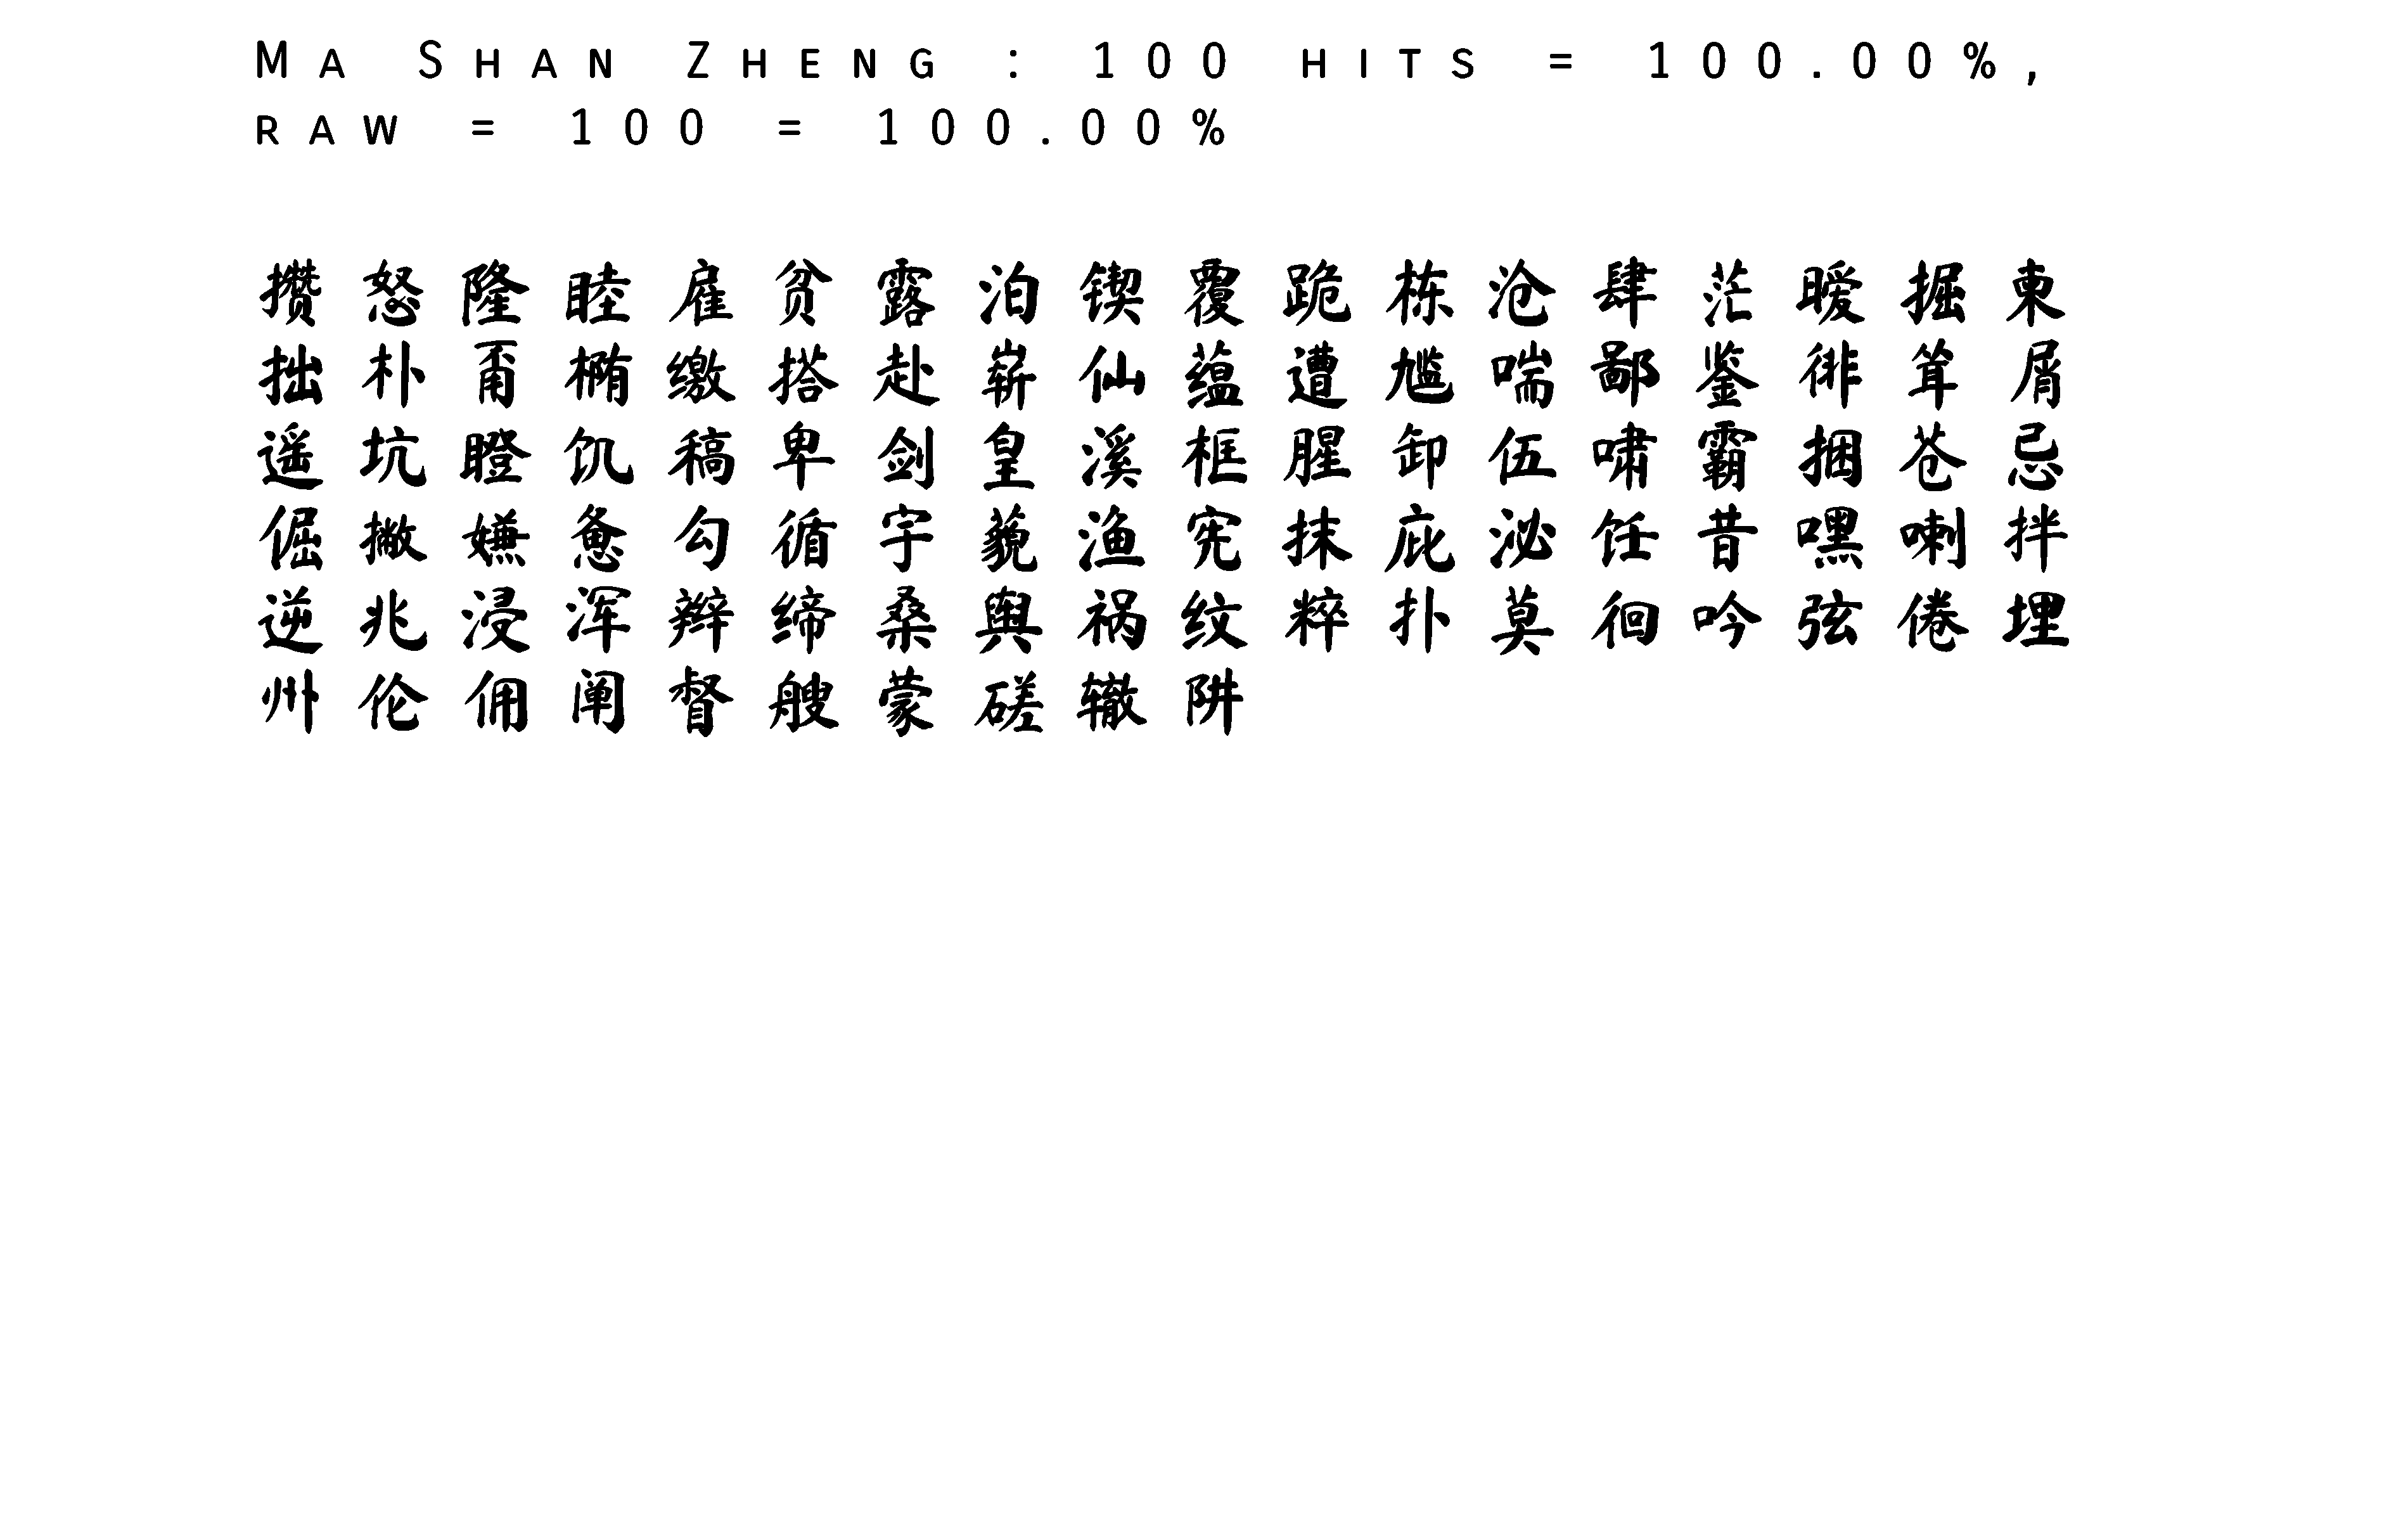 Ma Shan Zheng : 100 hits = 100.00%,
raw = 100 = 100.00%
攒怒隆睦雇贫露泊锲覆跪栋沧肆茫暧掘柬
拙朴甭椭缴搭赴崭仙蕴遭尴喘鄙鉴徘耸屑
遥坑瞪饥稿卑剑皇溪框腥卸伍啸霸捆苍忌
倔撇嫌惫勾循宇藐渔宪抹庇泌饪昔嘿喇拌
逆兆浸浑辫缔桑舆祸纹粹扑莫徊吟弦倦埋
州伦佣阐督艘蒙磋辙阱